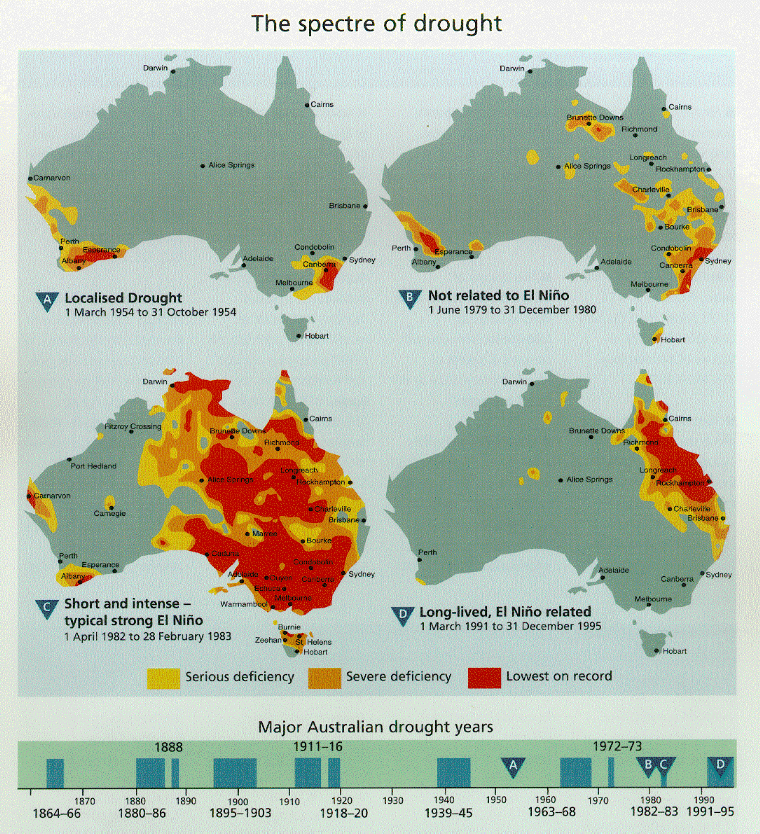 The spectre of drought
Darwin
Cairns
Alice Springs
Carnarvon
Brisbane
Perth
Esperance
Albany
Condobolin
Adelaide
Canberra
Sydney
Melbourne
Hobart
A Localised Drought
1 March 1954 to 31 October 1954
Darwin
Cairns
Brunette Downs
Richmond
Longreach
Alice Springs
Rockhampton
Charleville
Brisbane
Bourke
Perth
Esperance
Albany
Condobolin
Adelaide
Canberra
Sydney
Melbourne
Hobart
B Not related to El Niño
1 June 1979 to 31 December 1980
Darwin
Fitzroy Crossing
Cairns
Brunette Downs
Richmond
Port Hedland
Longreach
Alice Springs
Rockhampton
Carnarvon
Carnegie
Charleville
Brisbane
Marree
Bourke
Perth
Ceduna
Esperance
Albany
Adelaide
Canberra
Sydney
Melbourne
Burnie
Zeehan
St. Helens
Hobart
C Short and intense –
typical strong El Niño
1 April 1982 to 28 February 1983
Darwin
Cairns
Brunette Downs
Richmond
Longreach
Alice Springs
Rockhampton
Charleville
Brisbane
Perth
Adelaide
Canberra
Sydney
Melbourne
Hobart
D Long-lived, El Niño related
1 March 1991 to 31 December 1995
Serious deficiency
Severe deficiency
Lowest on record
Major Australian drought years
1888
1911–16
1972–73
A
B
C
D
1870 1880 1890 1900 1910 1920 1930 1940 1950 1960 1970 1980 1990
1864–66 1880–86 1895–1903 1918–20 1939–45 1963–68 1982–83 1991–95